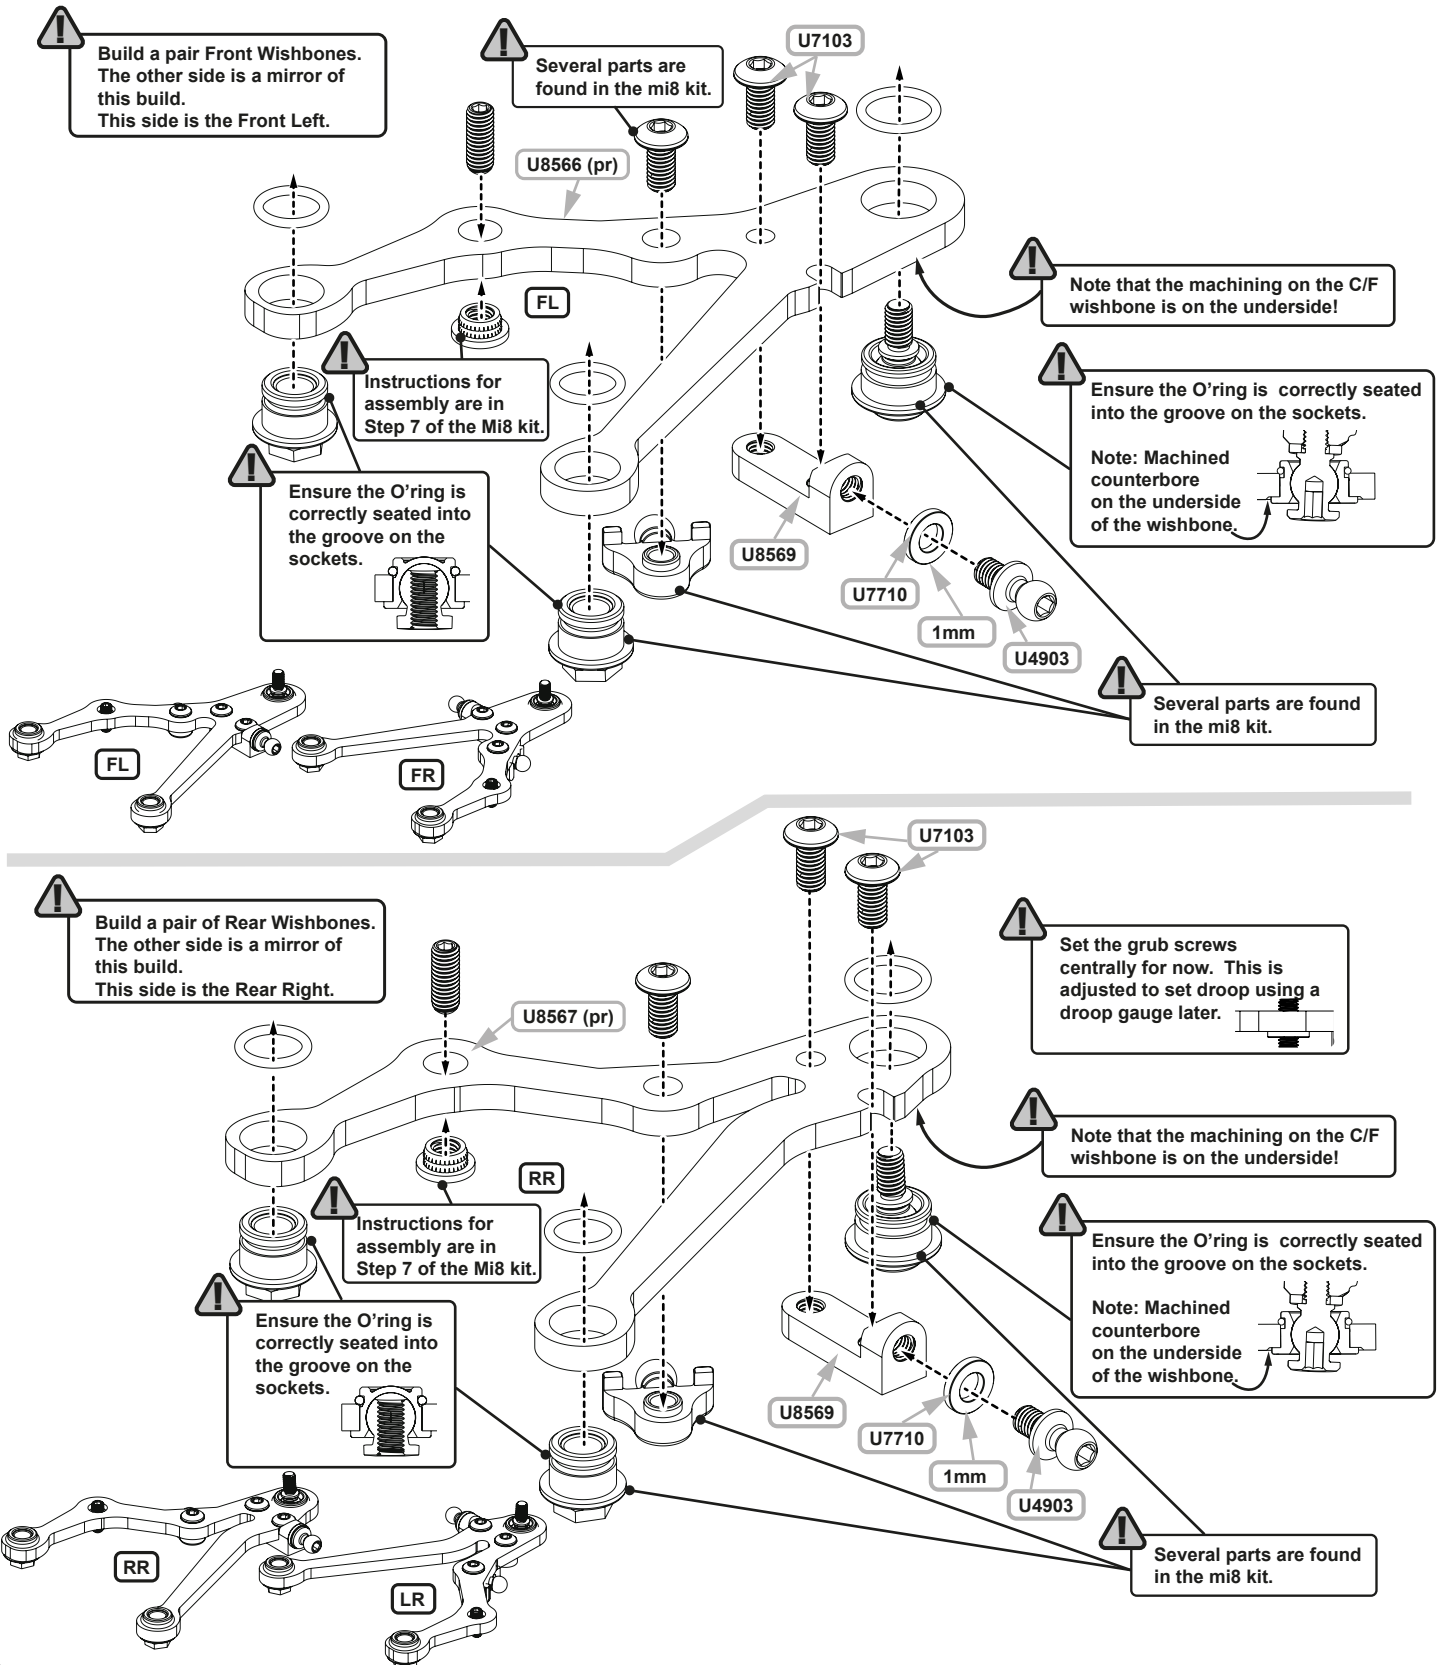 Build a pair Front Wishbones.
The other side is a mirror of
this build.
This side is the Front Left.
Several parts are
found in the mi8 kit.
U7103
U8566 (pr)
FL
Note that the machining on the C/F
wishbone is on the underside!
Instructions for
assembly are in
Step 7 of the Mi8 kit.
Ensure the O'ring is  correctly seated
into the groove on the sockets.
Note: Machined
counterbore
on the underside
of the wishbone.
Ensure the O'ring is
correctly seated into
the groove on the
sockets.
U8569
U7710
1mm
U4903
Several parts are found
in the mi8 kit.
FL
FR
U7103
Build a pair of Rear Wishbones.
The other side is a mirror of
this build.
This side is the Rear Right.
Set the grub screws
centrally for now.  This is
adjusted to set droop using a
droop gauge later.
U8567 (pr)
Note that the machining on the C/F
wishbone is on the underside!
RR
Instructions for
assembly are in
Step 7 of the Mi8 kit.
Ensure the O'ring is  correctly seated
into the groove on the sockets.
Note: Machined
counterbore
on the underside
of the wishbone.
Ensure the O'ring is
correctly seated into
the groove on the
sockets.
U8569
U7710
1mm
U4903
Several parts are found
in the mi8 kit.
RR
LR